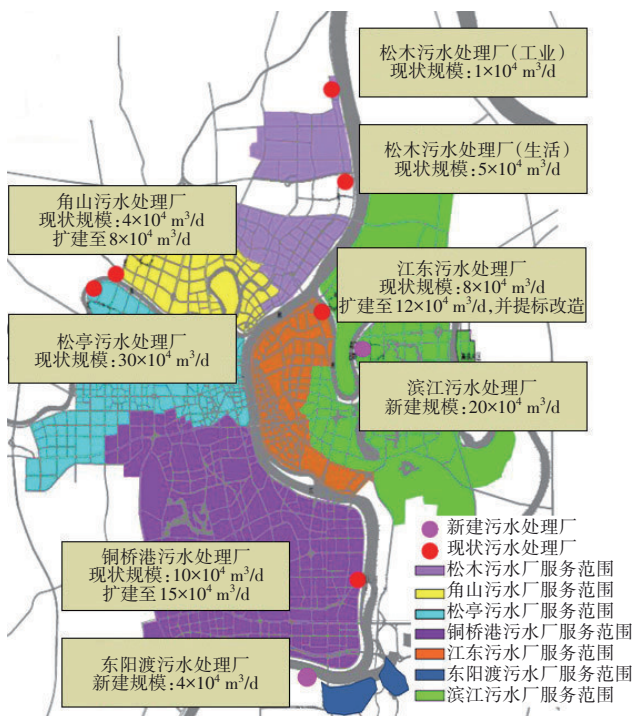 松木污水处理厂(工业)
现状规模:1×10⁴ m³/d
松木污水处理厂(生活)
现状规模:5×10⁴ m³/d
角山污水处理厂
现状规模:4×10⁴ m³/d
扩建至8×10⁴ m³/d
江东污水处理厂
现状规模:8×10⁴ m³/d
扩建至12×10⁴ m³/d,并提标改造
松亭污水处理厂
现状规模:30×10⁴ m³/d
滨江污水处理厂
新建规模:20×10⁴ m³/d
铜桥港污水处理厂
现状规模:10×10⁴ m³/d
扩建至15×10⁴ m³/d
东阳渡污水处理厂
新建规模:4×10⁴ m³/d
新建污水处理厂
现状污水处理厂
松木污水厂服务范围
角山污水厂服务范围
松亭污水厂服务范围
铜桥港污水厂服务范围
江东污水厂服务范围
东阳渡污水厂服务范围
滨江污水厂服务范围